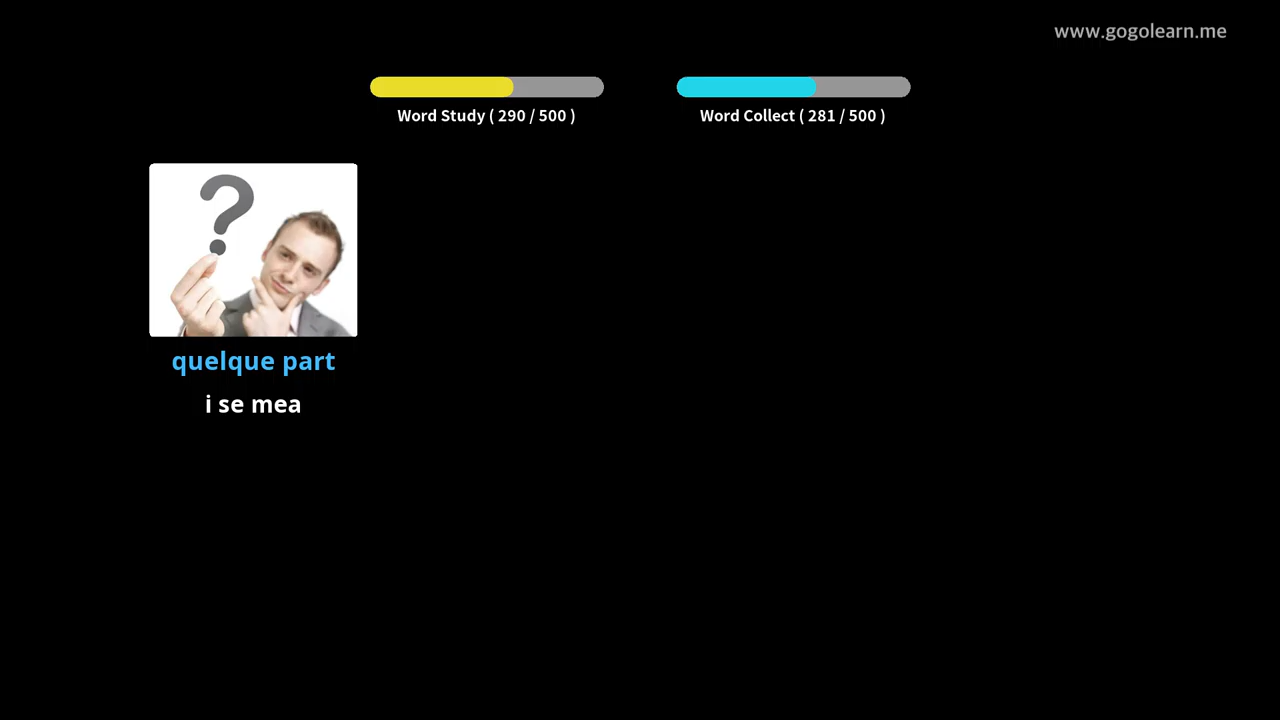 www.gogolearn.me
Word Study ( 290 / 500 )
Word Collect ( 281 / 500 )
?
quelque part
i se mea